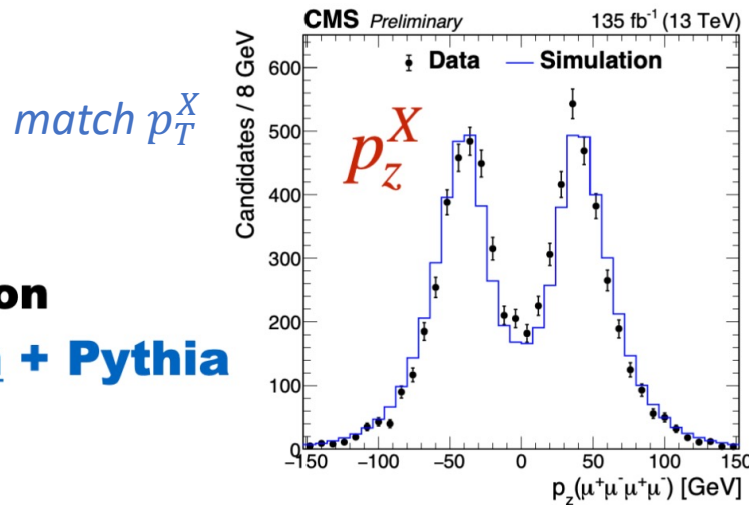 CMS Preliminary 135 fb⁻¹ (13 TeV)
Data Simulation
match p_T^X
p_z^X
Candidates / 8 GeV
600
500
400
300
200
100
0
on
+ Pythia
−150 −100 −50 0 50 100 150
p_z(μ⁺μ⁻μ⁺μ⁻) [GeV]